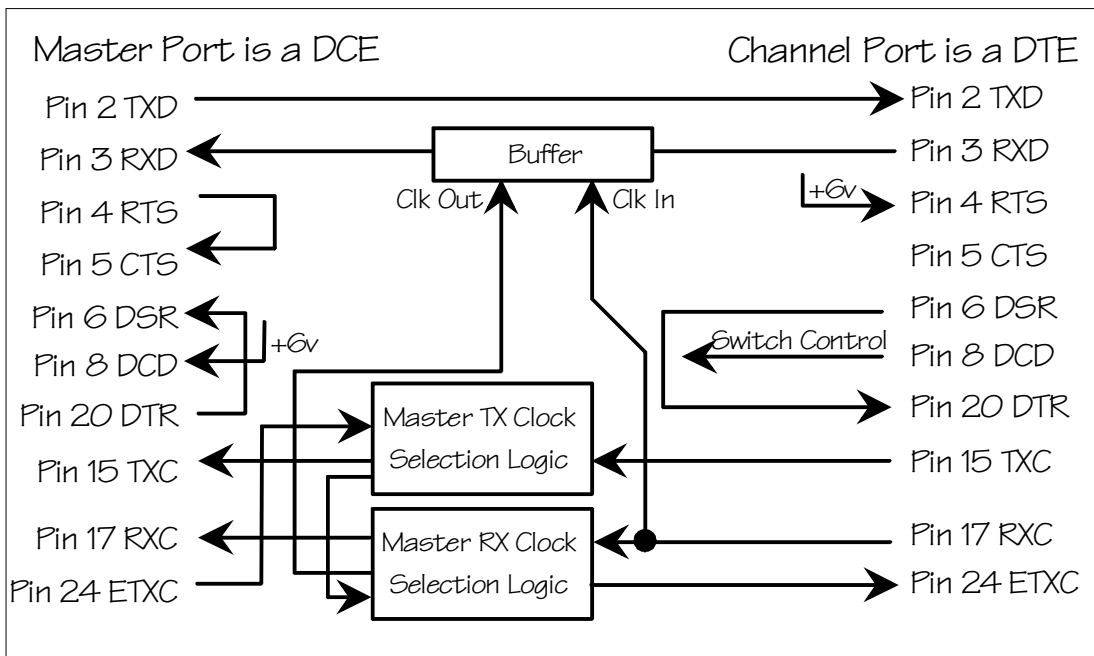 Master Port is a DCE
Channel Port is a DTE
Pin 2 TXD
Pin 2 TXD
Pin 3 RXD
Buffer
Pin 3 RXD
Clk Out
Clk In
+6v
Pin 4 RTS
Pin 4 RTS
Pin 5 CTS
Pin 5 CTS
Pin 6 DSR
Pin 6 DSR
+6v
Switch Control
Pin 8 DCD
Pin 8 DCD
Pin 20 DTR
Pin 20 DTR
Master TX Clock
Selection Logic
Pin 15 TXC
Pin 15 TXC
Pin 17 RXC
Master RX Clock
Selection Logic
Pin 17 RXC
Pin 24 ETXC
Pin 24 ETXC